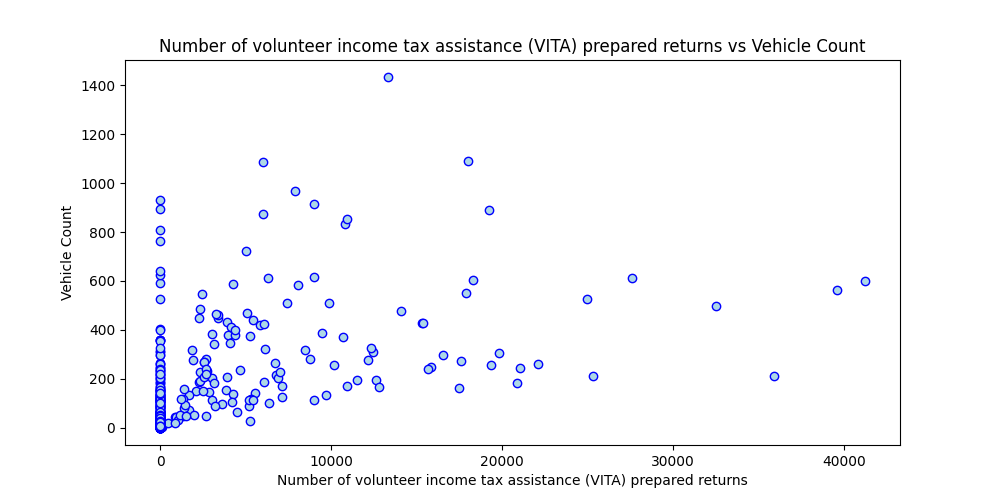 Number of volunteer income tax assistance (VITA) prepared returns vs Vehicle Count
1400
1200
1000
800
600
400
200
0
Vehicle Count
0 10000 20000 30000 40000
Number of volunteer income tax assistance (VITA) prepared returns